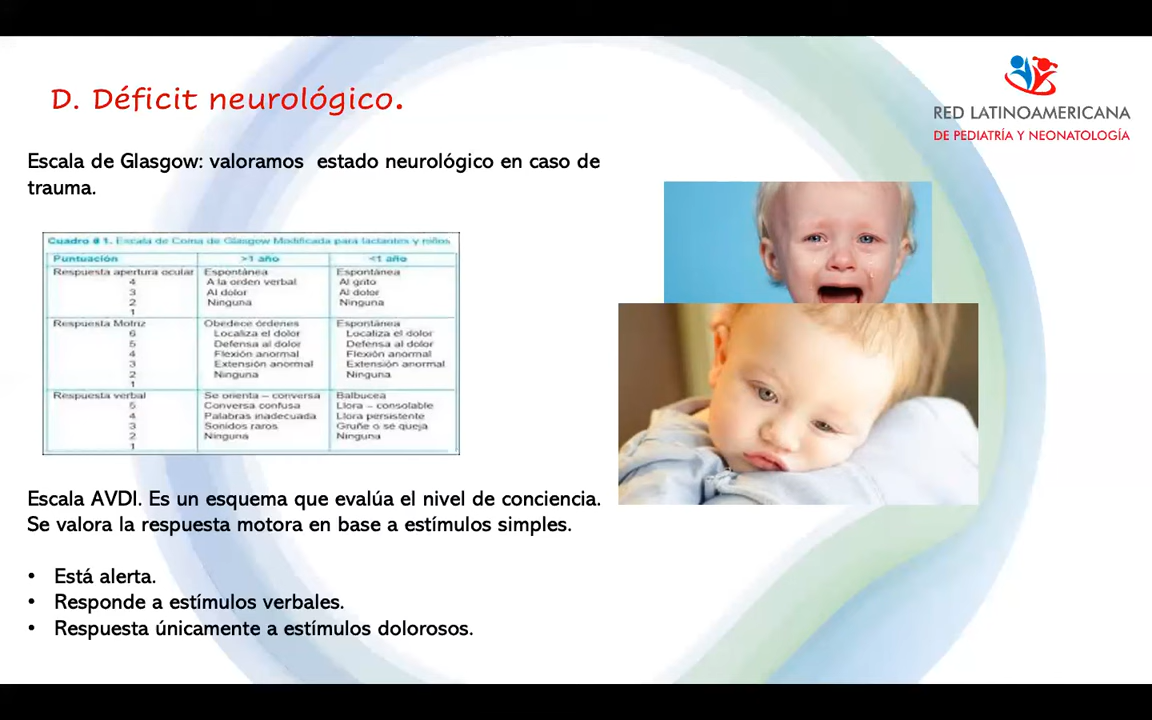 D. Déficit neurológico.
RED LATINOAMERICANA
DE PEDIATRÍA Y NEONATOLOGÍA
Escala de Glasgow: valoramos estado neurológico en caso de
trauma.
Cuadro # 1. Escala de Coma de Glasgow Modificada para lactantes y niños
Puntuación >1 año <1 año
Respuesta apertura ocular Espontánea Espontánea
4 A la orden verbal Al grito
3 Al dolor Al dolor
2 Ninguna Ninguna
1
Respuesta Motriz Obedece órdenes Espontánea
6 Localiza el dolor Localiza el dolor
5 Defensa al dolor Defensa al dolor
4 Flexión anormal Flexión anormal
3 Extensión anormal Extensión anormal
2 Ninguna Ninguna
1
Respuesta verbal Se orienta – conversa Balbucea
5 Conversa confusa Llora – consolable
4 Palabras inadecuada Llora persistente
3 Sonidos raros Gruñe o se queja
2 Ninguna Ninguna
1
Escala AVDI. Es un esquema que evalúa el nivel de conciencia.
Se valora la respuesta motora en base a estímulos simples.
• Está alerta.
• Responde a estímulos verbales.
• Respuesta únicamente a estímulos dolorosos.